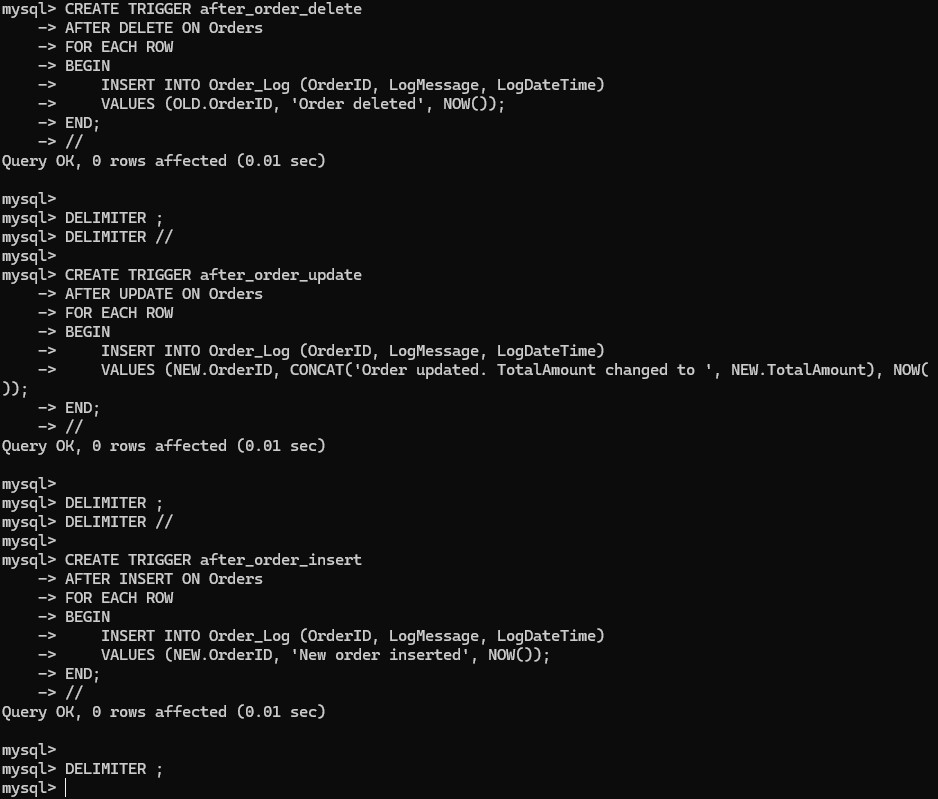 mysql> CREATE TRIGGER after_order_delete
    -> AFTER DELETE ON Orders
    -> FOR EACH ROW
    -> BEGIN
    ->     INSERT INTO Order_Log (OrderID, LogMessage, LogDateTime)
    ->     VALUES (OLD.OrderID, 'Order deleted', NOW());
    -> END;
    -> //
Query OK, 0 rows affected (0.01 sec)

mysql>
mysql> DELIMITER ;
mysql> DELIMITER //
mysql>
mysql> CREATE TRIGGER after_order_update
    -> AFTER UPDATE ON Orders
    -> FOR EACH ROW
    -> BEGIN
    ->     INSERT INTO Order_Log (OrderID, LogMessage, LogDateTime)
    ->     VALUES (NEW.OrderID, CONCAT('Order updated. TotalAmount changed to ', NEW.TotalAmount), NOW(
));
    -> END;
    -> //
Query OK, 0 rows affected (0.01 sec)

mysql>
mysql> DELIMITER ;
mysql> DELIMITER //
mysql>
mysql> CREATE TRIGGER after_order_insert
    -> AFTER INSERT ON Orders
    -> FOR EACH ROW
    -> BEGIN
    ->     INSERT INTO Order_Log (OrderID, LogMessage, LogDateTime)
    ->     VALUES (NEW.OrderID, 'New order inserted', NOW());
    -> END;
    -> //
Query OK, 0 rows affected (0.01 sec)

mysql>
mysql> DELIMITER ;
mysql>